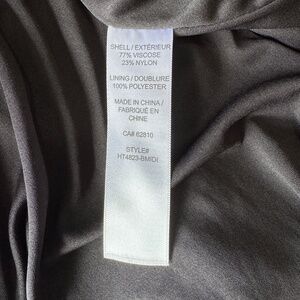 SHELL / EXTÉRIEUR
77% VISCOSE
23% NYLON
LINING / DOUBLURE
100% POLYESTER
MADE IN CHINA /
FABRIQUÉ EN
CHINE
CA# 62810
STYLE#
HT4823-BMIDI